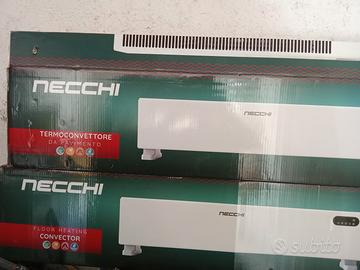 NECCHI
NECCHI
TERMOCONVETTORE
DA PAVIMENTO
NECCHI
NECCHI
FLOOR HEATING
CONVECTOR
subito